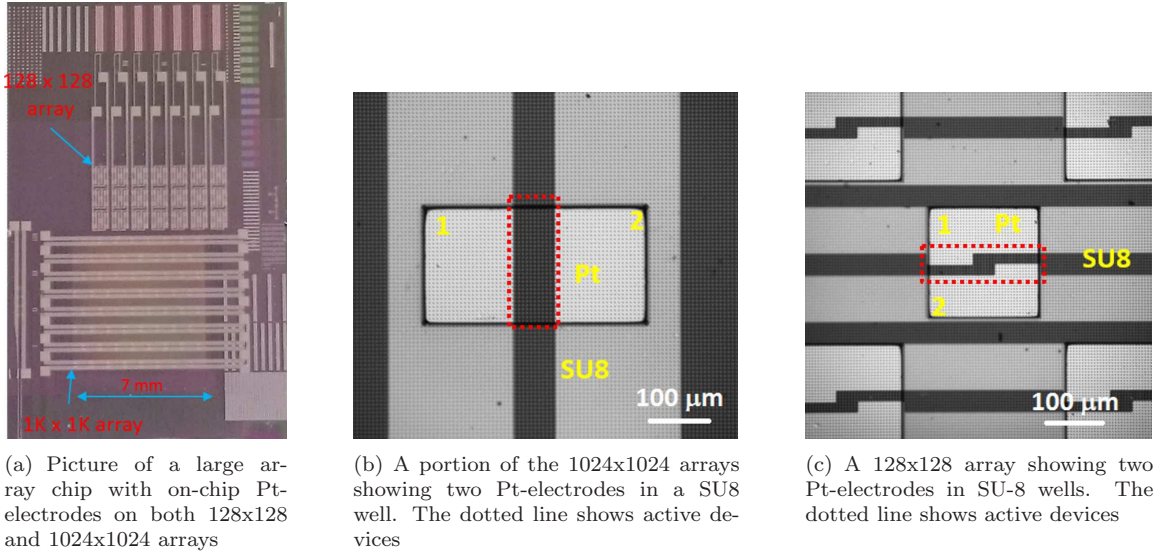 128 x 128
array
7 mm
1K x 1K array
1
2
Pt
SU8
100 μm
1
Pt
SU8
2
100 μm
(a) Picture of a large ar-
ray chip with on-chip Pt-
electrodes on both 128x128
and 1024x1024 arrays
(b) A portion of the 1024x1024 arrays
showing two Pt-electrodes in a SU8
well. The dotted line shows active de-
vices
(c) A 128x128 array showing two
Pt-electrodes in SU-8 wells. The
dotted line shows active devices